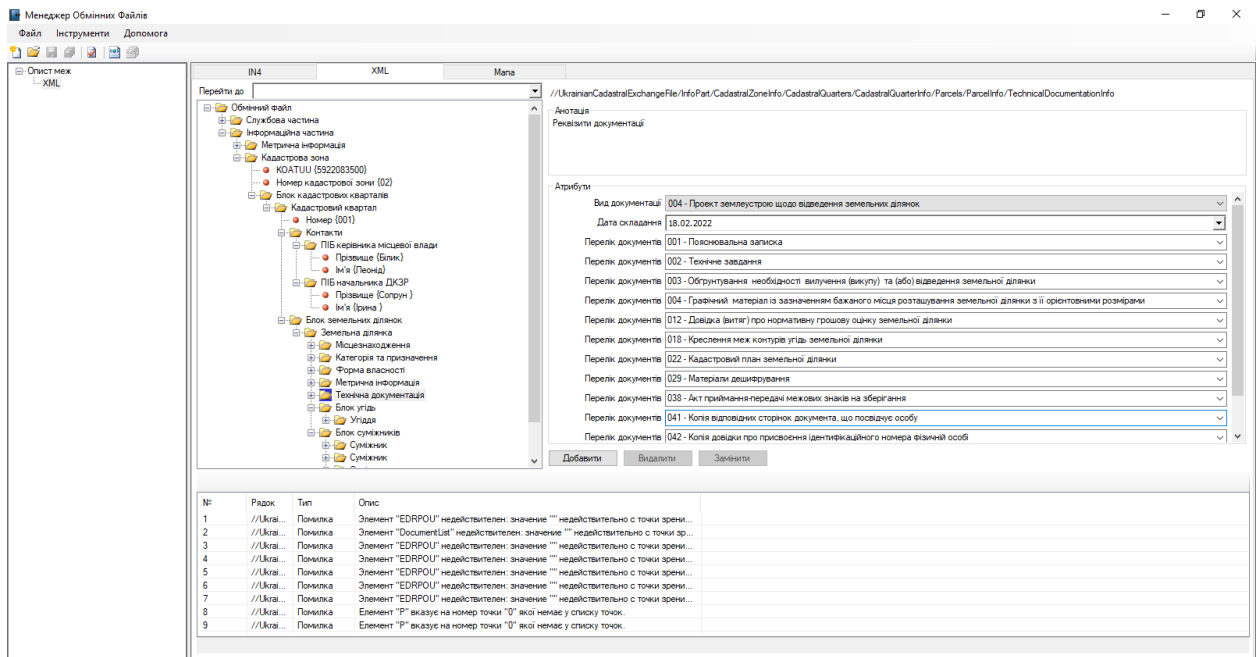 Менеджер Обмінних Файлів
Файл Інструменти Допомога
Опист меж
XML
IN4 XML Мапа
Перейти до
Обмінний файл
Службова частина
Інформаційна частина
Метрична інформація
Кадастрова зона
KOATUU {5922083500}
Номер кадастрової зони {02}
Блок кадастрових кварталів
Кадастровий квартал
Номер {001}
Контакти
ПІБ керівника місцевої влади
Прізвище {Білик}
Ім'я {Леонід}
ПІБ начальника ДКЗР
Прізвище {Сопрун }
Ім'я {Ірина }
Блок земельних ділянок
Земельна ділянка
Місцезнаходження
Категорія та призначення
Форма власності
Метрична інформація
Технічна документація
Блок угідь
Угіддя
Блок суміжників
Суміжник
Суміжник
//UkrainianCadastralExchangeFile/InfoPart/CadastralZoneInfo/CadastralQuarters/CadastralQuarterInfo/Parcels/ParcelInfo/TechnicalDocumentationInfo
Анотація
Реквізити документації
Атрибути
Вид документації 004 - Проект землеустрою щодо відведення земельних ділянок
Дата складання 18.02.2022
Перелік документів 001 - Пояснювальна записка
Перелік документів 002 - Технічне завдання
Перелік документів 003 - Обґрунтування необхідності вилучення (викупу) та (або) відведення земельної ділянки
Перелік документів 004 - Графічний матеріал із зазначенням бажаного місця розташування земельної ділянки з її орієнтовними розмірами
Перелік документів 012 - Довідка (витяг) про нормативну грошову оцінку земельної ділянки
Перелік документів 018 - Креслення меж контурів угідь земельної ділянки
Перелік документів 022 - Кадастровий план земельної ділянки
Перелік документів 029 - Матеріали дешифрування
Перелік документів 038 - Акт приймання-передачі межових знаків на зберігання
Перелік документів 041 - Копія відповідних сторінок документа, що посвідчує особу
Перелік документів 042 - Копія довідки про присвоєння ідентифікаційного номера фізичній особі
Добавити Видалити Замінити
№ Рядок Тип Опис
1 //Ukrai... Помилка Элемент "EDRPOU" недействителен: значение "" недействительно с точки зрени...
2 //Ukrai... Помилка Элемент "DocumentList" недействителен: значение "" недействительно с точки зр...
3 //Ukrai... Помилка Элемент "EDRPOU" недействителен: значение "" недействительно с точки зрени...
4 //Ukrai... Помилка Элемент "EDRPOU" недействителен: значение "" недействительно с точки зрени...
5 //Ukrai... Помилка Элемент "EDRPOU" недействителен: значение "" недействительно с точки зрени...
6 //Ukrai... Помилка Элемент "EDRPOU" недействителен: значение "" недействительно с точки зрени...
7 //Ukrai... Помилка Элемент "EDRPOU" недействителен: значение "" недействительно с точки зрени...
8 //Ukrai... Помилка Елемент "P" вказує на номер точки "0" якої немає у списку точок.
9 //Ukrai... Помилка Елемент "P" вказує на номер точки "0" якої немає у списку точок.